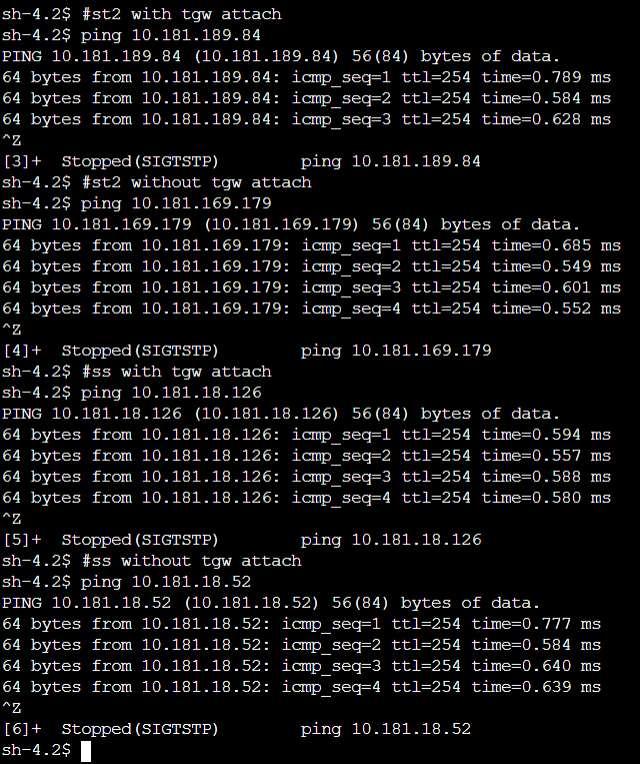 sh-4.2$ #st2 with tgw attach
sh-4.2$ ping 10.181.189.84
PING 10.181.189.84 (10.181.189.84) 56(84) bytes of data.
64 bytes from 10.181.189.84: icmp_seq=1 ttl=254 time=0.789 ms
64 bytes from 10.181.189.84: icmp_seq=2 ttl=254 time=0.584 ms
64 bytes from 10.181.189.84: icmp_seq=3 ttl=254 time=0.628 ms
^Z
[3]+  Stopped(SIGTSTP)        ping 10.181.189.84
sh-4.2$ #st2 without tgw attach
sh-4.2$ ping 10.181.169.179
PING 10.181.169.179 (10.181.169.179) 56(84) bytes of data.
64 bytes from 10.181.169.179: icmp_seq=1 ttl=254 time=0.685 ms
64 bytes from 10.181.169.179: icmp_seq=2 ttl=254 time=0.549 ms
64 bytes from 10.181.169.179: icmp_seq=3 ttl=254 time=0.601 ms
64 bytes from 10.181.169.179: icmp_seq=4 ttl=254 time=0.552 ms
^Z
[4]+  Stopped(SIGTSTP)        ping 10.181.169.179
sh-4.2$ #ss with tgw attach
sh-4.2$ ping 10.181.18.126
PING 10.181.18.126 (10.181.18.126) 56(84) bytes of data.
64 bytes from 10.181.18.126: icmp_seq=1 ttl=254 time=0.594 ms
64 bytes from 10.181.18.126: icmp_seq=2 ttl=254 time=0.557 ms
64 bytes from 10.181.18.126: icmp_seq=3 ttl=254 time=0.588 ms
64 bytes from 10.181.18.126: icmp_seq=4 ttl=254 time=0.580 ms
^Z
[5]+  Stopped(SIGTSTP)        ping 10.181.18.126
sh-4.2$ #ss without tgw attach
sh-4.2$ ping 10.181.18.52
PING 10.181.18.52 (10.181.18.52) 56(84) bytes of data.
64 bytes from 10.181.18.52: icmp_seq=1 ttl=254 time=0.777 ms
64 bytes from 10.181.18.52: icmp_seq=2 ttl=254 time=0.584 ms
64 bytes from 10.181.18.52: icmp_seq=3 ttl=254 time=0.640 ms
64 bytes from 10.181.18.52: icmp_seq=4 ttl=254 time=0.639 ms
^Z
[6]+  Stopped(SIGTSTP)        ping 10.181.18.52
sh-4.2$